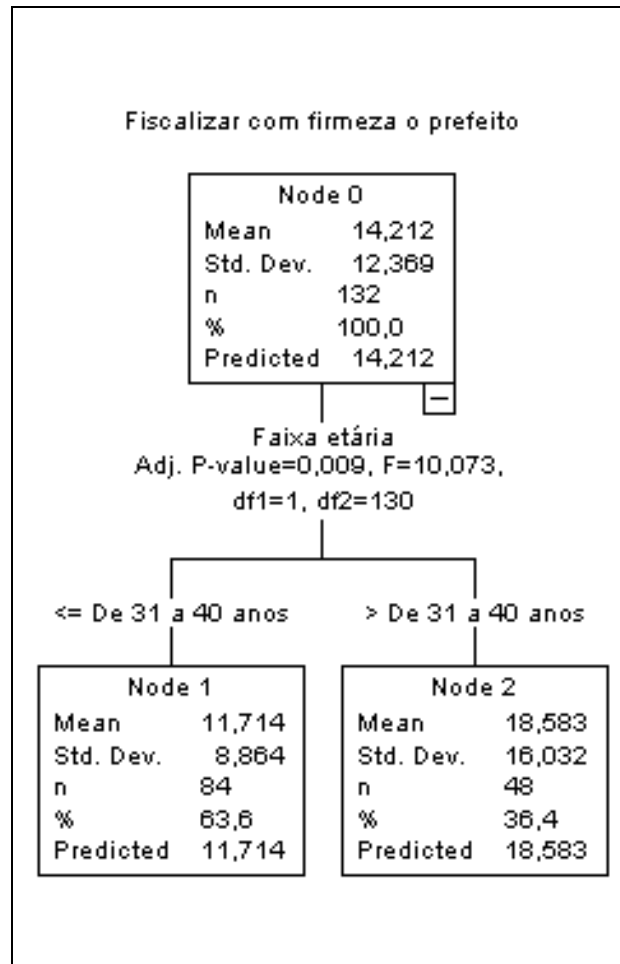 Fiscalizar com firmeza o prefeito
Node 0
Mean 14,212
Std. Dev. 12,369
n 132
% 100,0
Predicted 14,212
Faixa etária
Adj. P-value=0,009, F=10,073,
df1=1, df2=130
<= De 31 a 40 anos
> De 31 a 40 anos
Node 1
Mean 11,714
Std. Dev. 8,864
n 84
% 63,6
Predicted 11,714
Node 2
Mean 18,583
Std. Dev. 16,032
n 48
% 36,4
Predicted 18,583